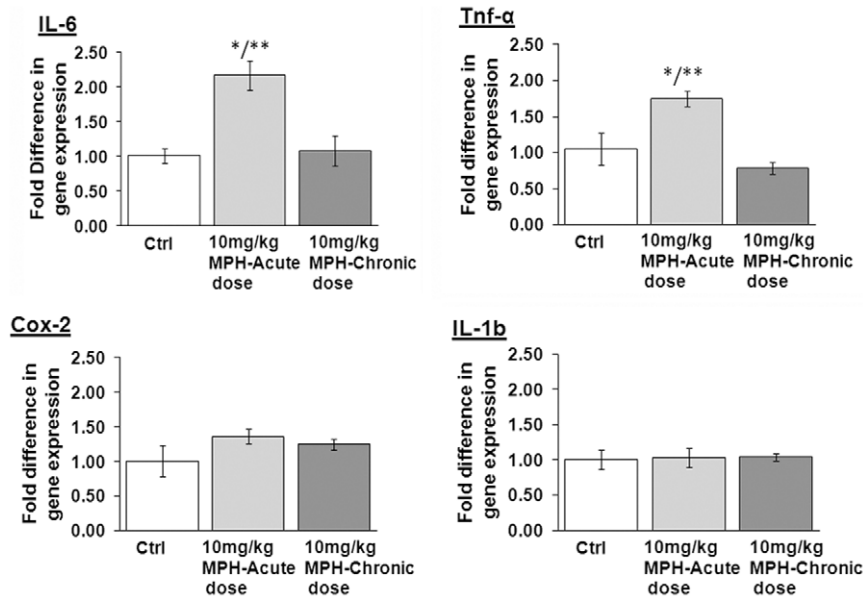 IL-6
Fold Difference in
gene expression
2.50
2.00
1.50
1.00
0.50
0.00
*/**
Ctrl
10mg/kg
MPH-Acute
dose
10mg/kg
MPH-Chronic
dose
Tnf-α
Fold difference in
gene expression
2.50
2.00
1.50
1.00
0.50
0.00
*/**
Ctrl
10mg/kg
MPH-Acute
dose
10mg/kg
MPH-Chronic
dose
Cox-2
Fold difference in
gene expression
2.50
2.00
1.50
1.00
0.50
0.00
Ctrl
10mg/kg
MPH-Acute
dose
10mg/kg
MPH-Chronic
dose
IL-1b
Fold difference in
gene expression
2.50
2.00
1.50
1.00
0.50
0.00
Ctrl
10mg/kg
MPH-Acute
dose
10mg/kg
MPH-Chronic
dose